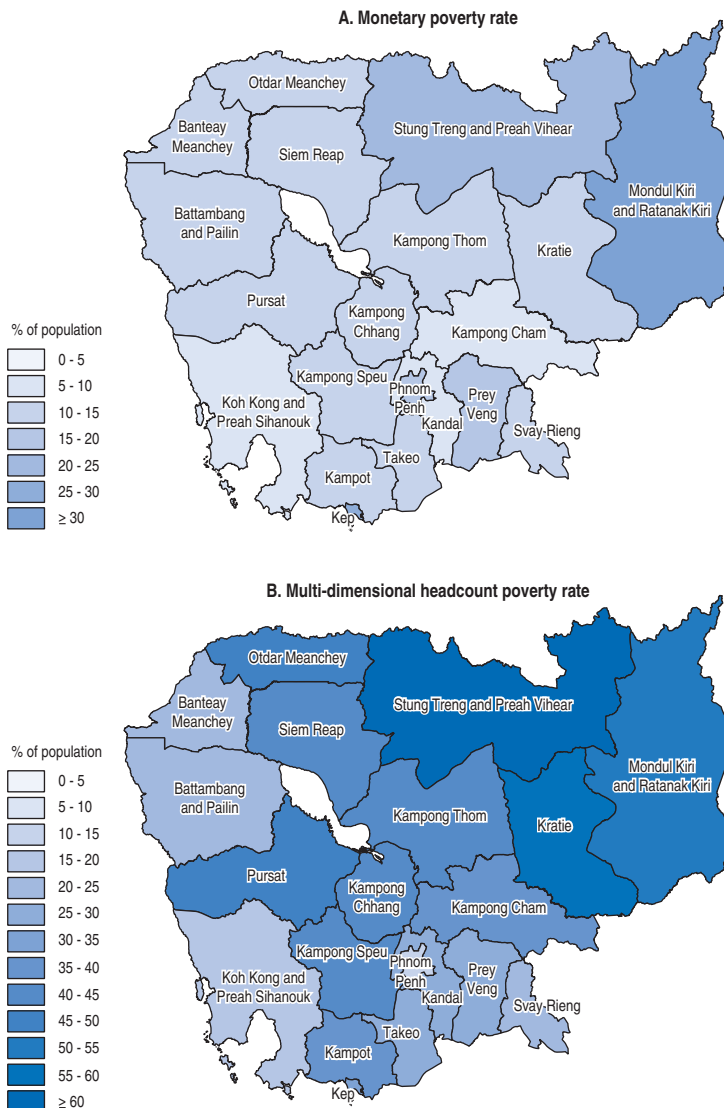 A. Monetary poverty rate
Otdar Meanchey
Banteay
Meanchey
Siem Reap
Stung Treng and Preah Vihear
Mondul Kiri
and Ratanak Kiri
Battambang
and Pailin
Kampong Thom
Kratie
Pursat
Kampong
Chhang
Kampong Cham
% of population
0 - 5
5 - 10
10 - 15
15 - 20
20 - 25
25 - 30
≥ 30
Koh Kong and
Preah Sihanouk
Kampong Speu
Phnom
Penh
Kandal
Prey
Veng
Svay-Rieng
Takeo
Kampot
Kep
B. Multi-dimensional headcount poverty rate
Otdar Meanchey
Banteay
Meanchey
Siem Reap
Stung Treng and Preah Vihear
Mondul Kiri
and Ratanak Kiri
Battambang
and Pailin
Kampong Thom
Kratie
Pursat
Kampong
Chhang
Kampong Cham
% of population
0 - 5
5 - 10
10 - 15
15 - 20
20 - 25
25 - 30
30 - 35
35 - 40
40 - 45
45 - 50
50 - 55
55 - 60
≥ 60
Koh Kong and
Preah Sihanouk
Kampong Speu
Phnom
Penh
Kandal
Prey
Veng
Svay-Rieng
Takeo
Kampot
Kep